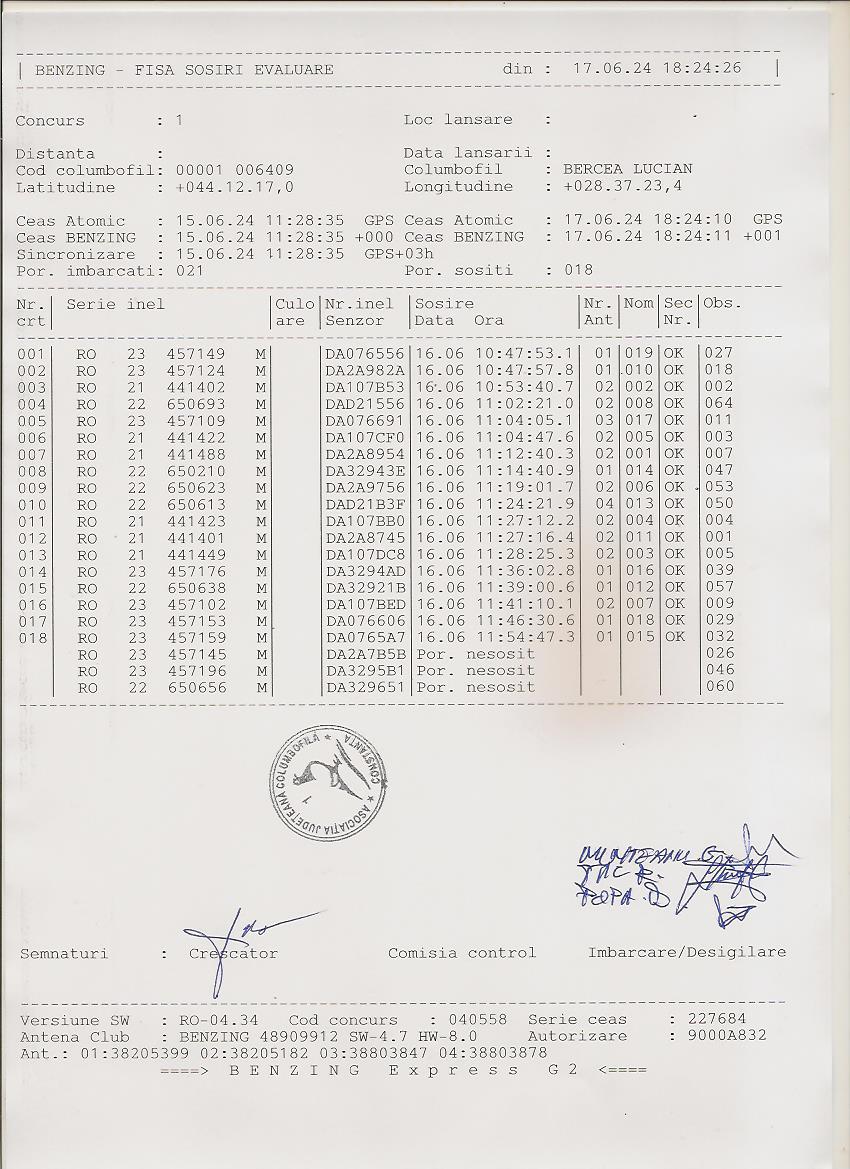 | BENZING - FISA SOSIRI EVALUARE din : 17.06.24 18:24:26 |
Concurs : 1 Loc lansare :
Distanta : Data lansarii :
Cod columbofil: 00001 006409 Columbofil : BERCEA LUCIAN
Latitudine : +044.12.17,0 Longitudine : +028.37.23,4
Ceas Atomic : 15.06.24 11:28:35 GPS Ceas Atomic : 17.06.24 18:24:10 GPS
Ceas BENZING : 15.06.24 11:28:35 +000 Ceas BENZING : 17.06.24 18:24:11 +001
Sincronizare : 15.06.24 11:28:35 GPS+03h
Por. imbarcati: 021 Por. sositi : 018
Nr. Serie inel Culo Nr.inel Sosire Nr. Nom Sec Obs.
crt are Senzor Data Ora Ant Nr.
001 RO 23 457149 M DA076556 16.06 10:47:53.1 01 019 OK 027
002 RO 23 457124 M DA2A982A 16.06 10:47:57.8 01 010 OK 018
003 RO 21 441402 M DA107B53 16.06 10:53:40.7 02 002 OK 002
004 RO 22 650693 M DAD21556 16.06 11:02:21.0 02 008 OK 064
005 RO 23 457109 M DA076691 16.06 11:04:05.1 03 017 OK 011
006 RO 21 441422 M DA107CF0 16.06 11:04:47.6 02 005 OK 003
007 RO 21 441488 M DA2A8954 16.06 11:12:40.3 02 001 OK 007
008 RO 22 650210 M DA32943E 16.06 11:14:40.9 01 014 OK 047
009 RO 22 650623 M DA2A9756 16.06 11:19:01.7 02 006 OK 053
010 RO 22 650613 M DAD21B3F 16.06 11:24:21.9 04 013 OK 050
011 RO 21 441423 M DA107BB0 16.06 11:27:12.2 02 004 OK 004
012 RO 21 441401 M DA2A8745 16.06 11:27:16.4 02 011 OK 001
013 RO 21 441449 M DA107DC8 16.06 11:28:25.3 02 003 OK 005
014 RO 23 457176 M DA3294AD 16.06 11:36:02.8 01 016 OK 039
015 RO 22 650638 M DA32921B 16.06 11:39:00.6 01 012 OK 057
016 RO 23 457102 M DA107BED 16.06 11:41:10.1 02 007 OK 009
017 RO 23 457153 M DA076606 16.06 11:46:30.6 01 018 OK 029
018 RO 23 457159 M DA0765A7 16.06 11:54:47.3 01 015 OK 032
RO 23 457145 M DA2A7B5B Por. nesosit 026
RO 23 457196 M DA3295B1 Por. nesosit 046
RO 22 650656 M DA329651 Por. nesosit 060
ASOCIAŢIA JUDEŢEANA COLUMBOFILA * CONSTANŢA *
MUNTEANU G
POPA D
Semnaturi : Crescator Comisia control Imbarcare/Desigilare
Versiune SW : RO-04.34 Cod concurs : 040558 Serie ceas : 227684
Antena Club : BENZING 48909912 SW-4.7 HW-8.0 Autorizare : 9000A832
Ant.: 01:38205399 02:38205182 03:38803847 04:38803878
====> B E N Z I N G E x p r e s s G 2 <====